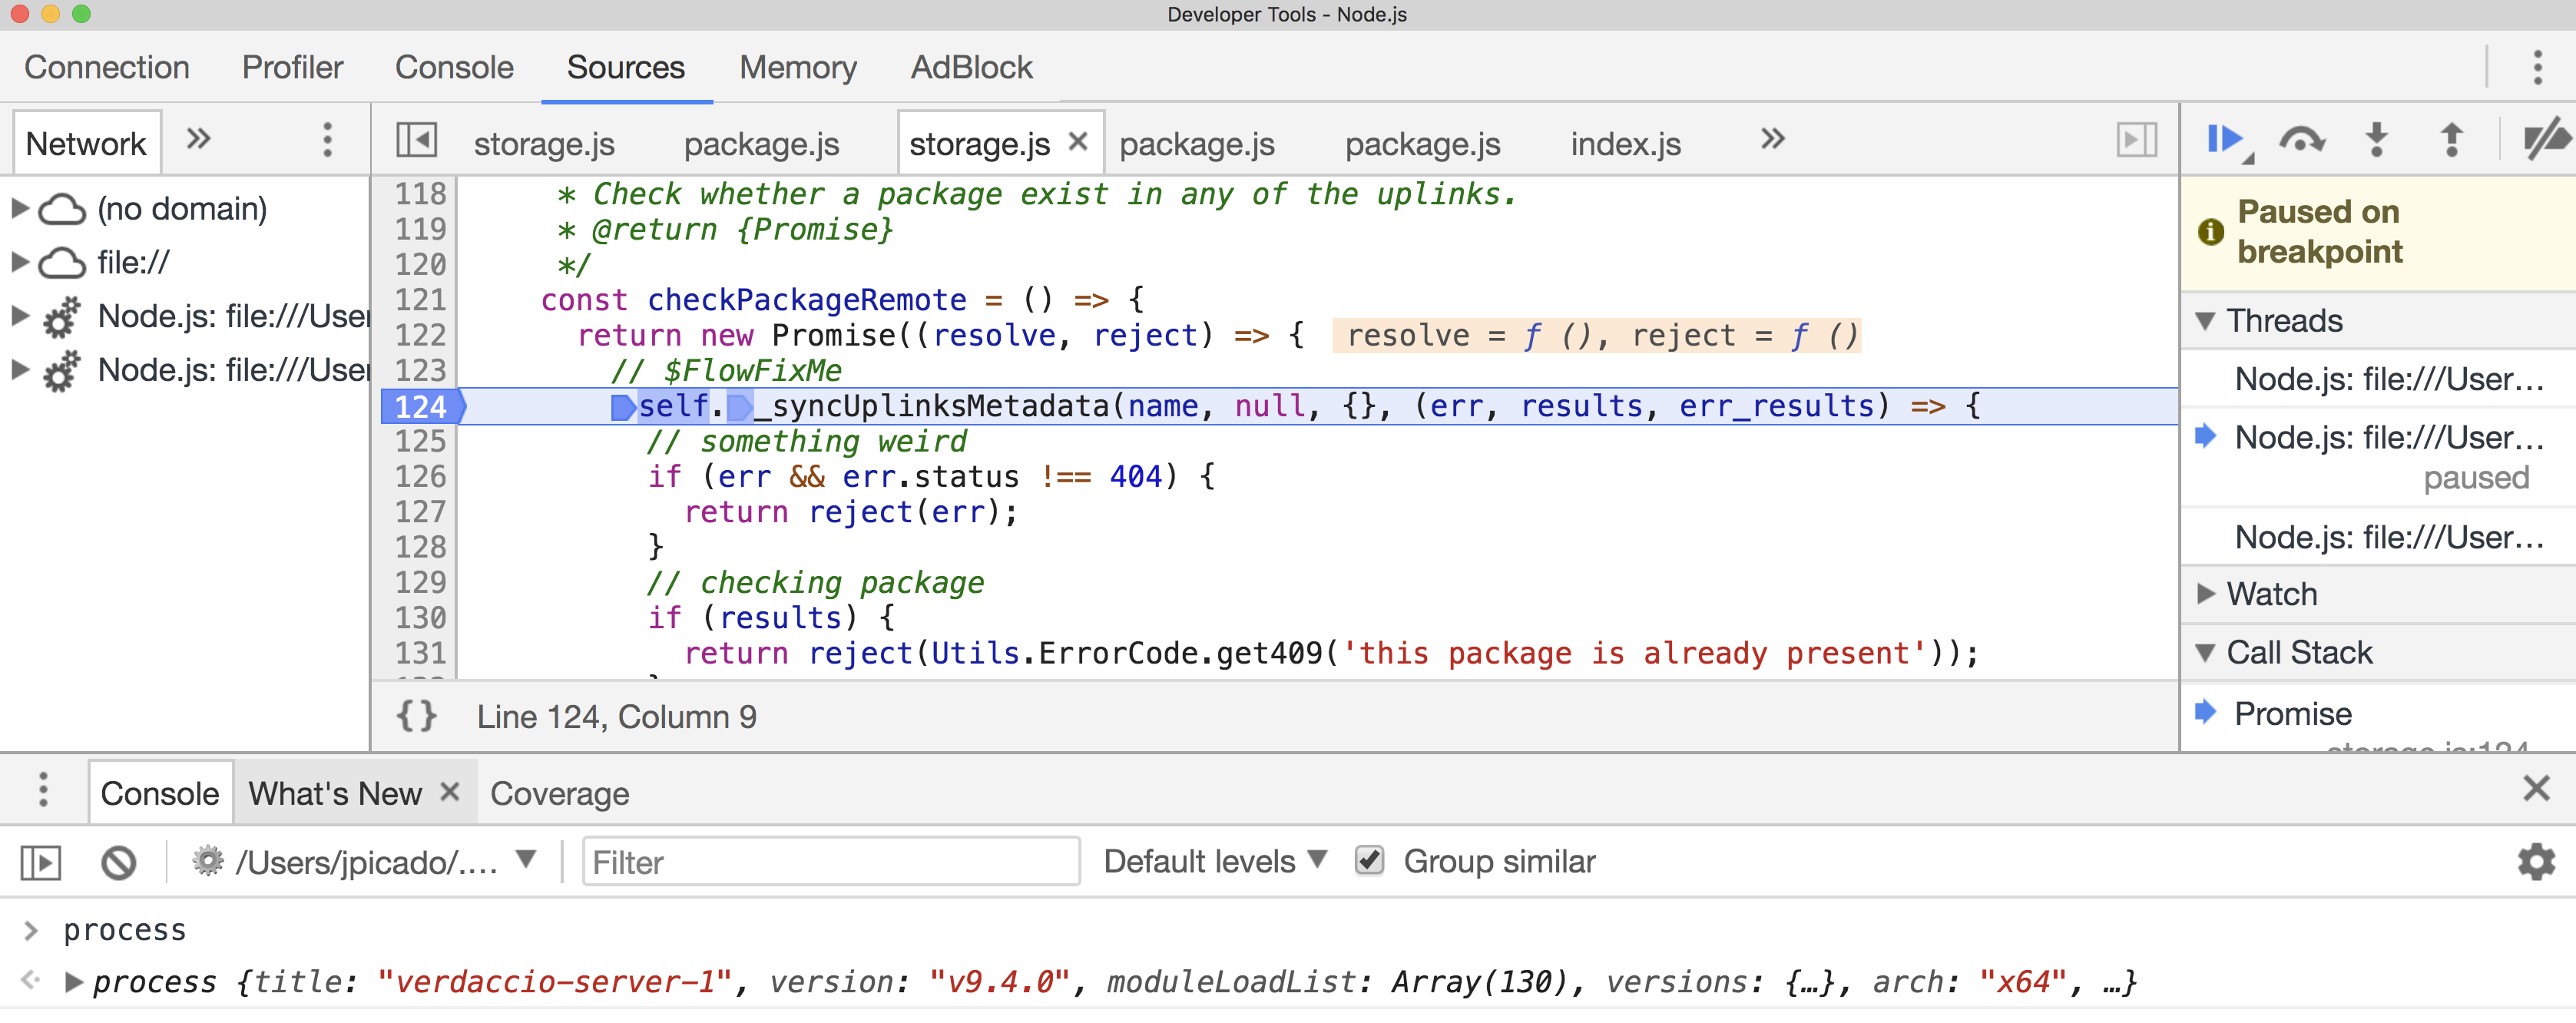 Developer Tools - Node.js
Connection Profiler Console Sources Memory AdBlock
Network » storage.js package.js storage.js × package.js package.js index.js »
(no domain)
file://
Node.js: file:///User
Node.js: file:///User
118 * Check whether a package exist in any of the uplinks.
119 * @return {Promise}
120 */
121 const checkPackageRemote = () => {
122 return new Promise((resolve, reject) => { resolve = ƒ (), reject = ƒ ()
123 // $FlowFixMe
124 self._syncUplinksMetadata(name, null, {}, (err, results, err_results) => {
125 // something weird
126 if (err && err.status !== 404) {
127 return reject(err);
128 }
129 // checking package
130 if (results) {
131 return reject(Utils.ErrorCode.get409('this package is already present'));
{} Line 124, Column 9
Paused on
breakpoint
Threads
Node.js: file:///User…
Node.js: file:///User…
paused
Node.js: file:///User…
Watch
Call Stack
Promise
storage.js:124
Console What's New × Coverage
/Users/jpicado/.… Filter Default levels Group similar
> process
process {title: "verdaccio-server-1", version: "v9.4.0", moduleLoadList: Array(130), versions: {…}, arch: "x64", …}